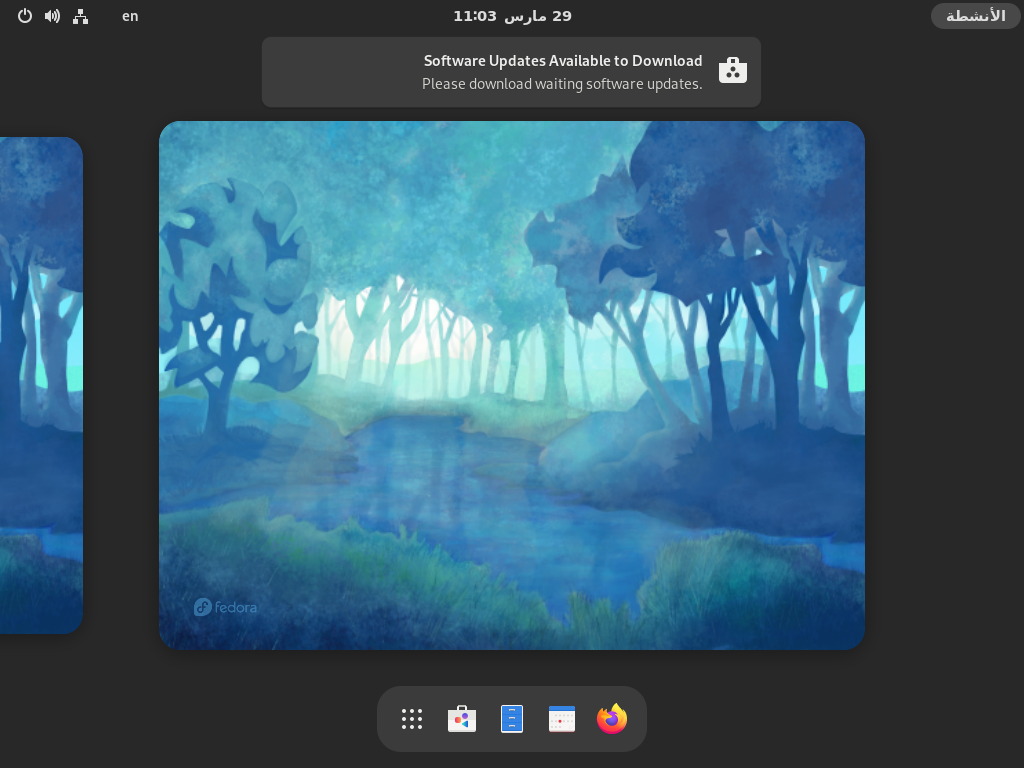 الأنشطة
29 مارس 11:03
en
Software Updates Available to Download
Please download waiting software updates.
fedora